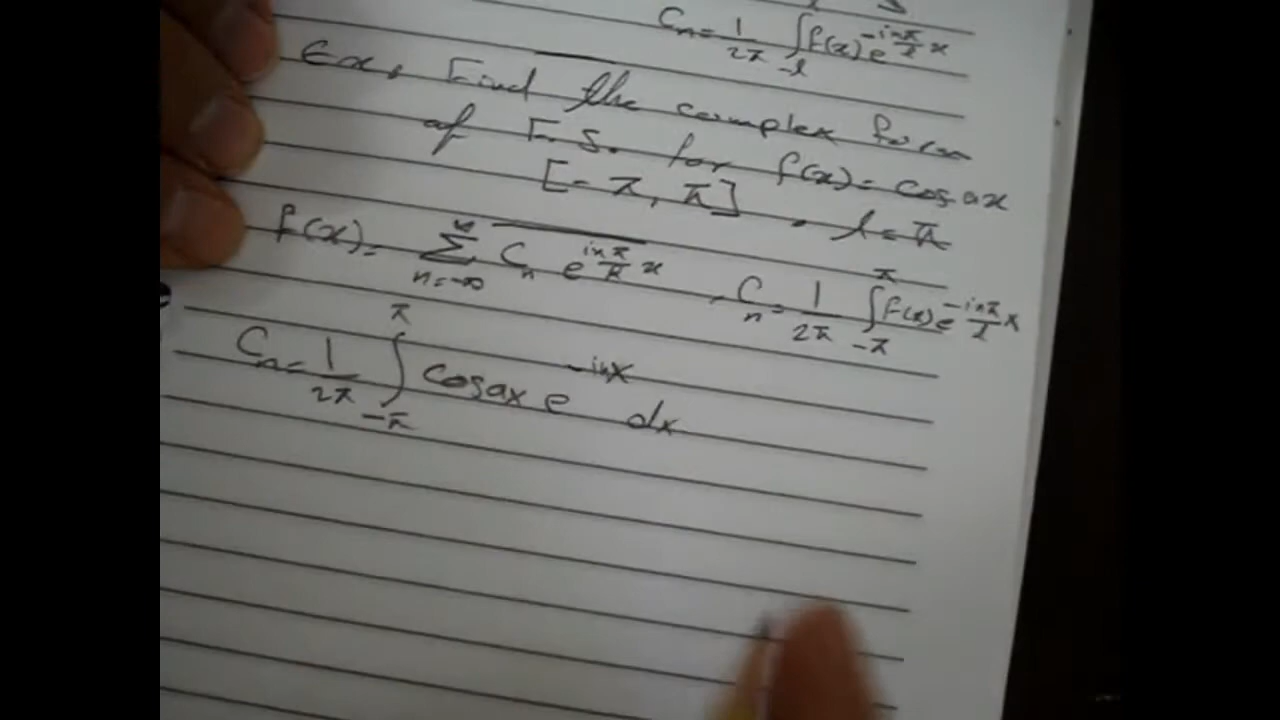 Cn = 1/2π ∫_{-l} f(x) e^{-inπ/l x}
Ex. Find the complex form
of F.S. for f(x) = cos ax
[-π, π] . l = π
f(x) = Σ_{n=-∞}^{∞} Cn e^{inπ/π x} , Cn = 1/2π ∫_{-π}^{π} f(x) e^{-inπ/l x}
Cn = 1/2π ∫_{-π}^{π} cos ax e^{-inx} dx